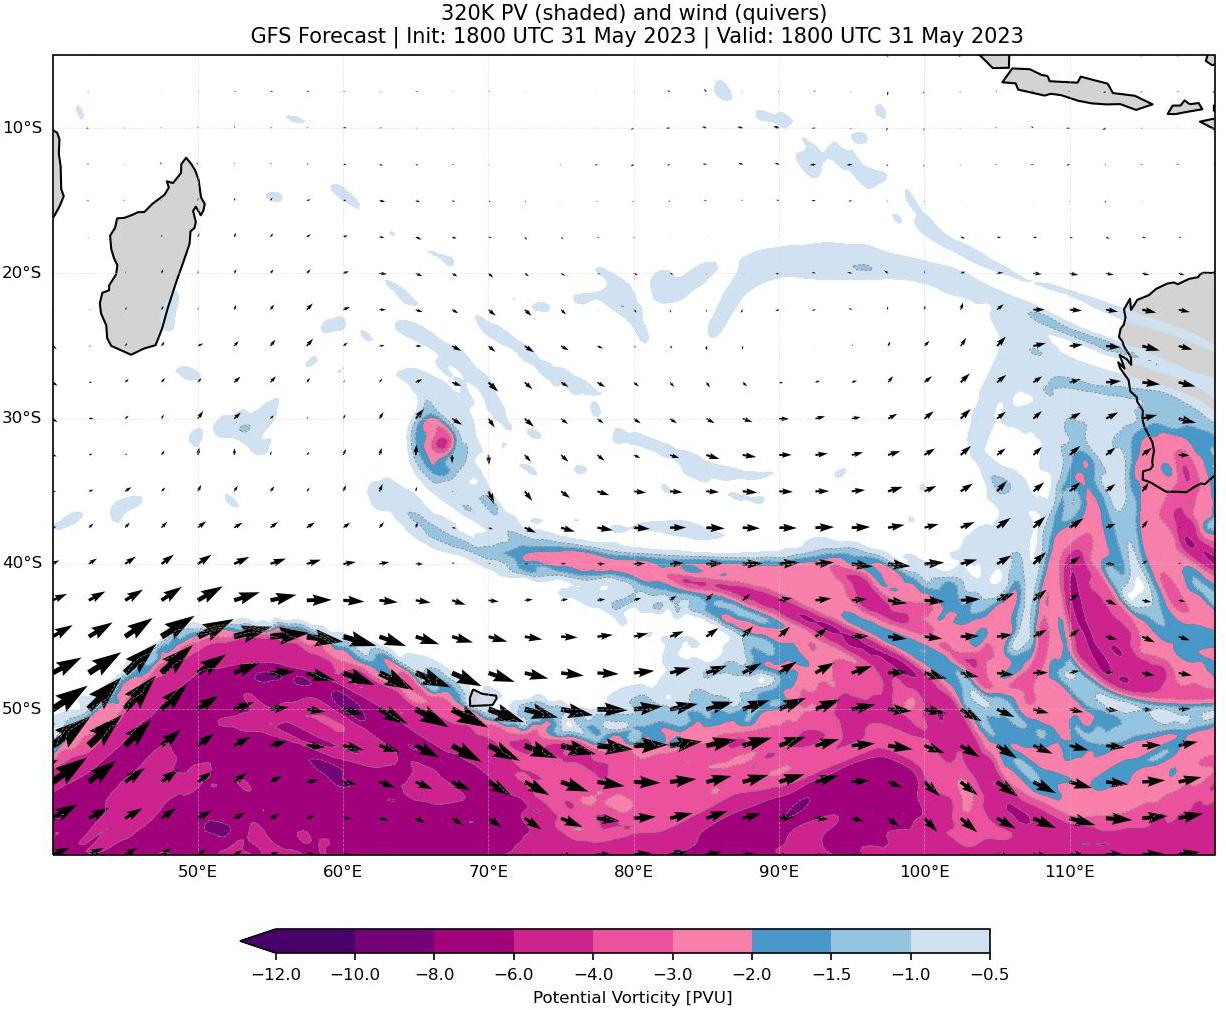 320K PV (shaded) and wind (quivers)
GFS Forecast | Init: 1800 UTC 31 May 2023 | Valid: 1800 UTC 31 May 2023
10°S
20°S
30°S
40°S
50°S
50°E 60°E 70°E 80°E 90°E 100°E 110°E
−12.0 −10.0 −8.0 −6.0 −4.0 −3.0 −2.0 −1.5 −1.0 −0.5
Potential Vorticity [PVU]